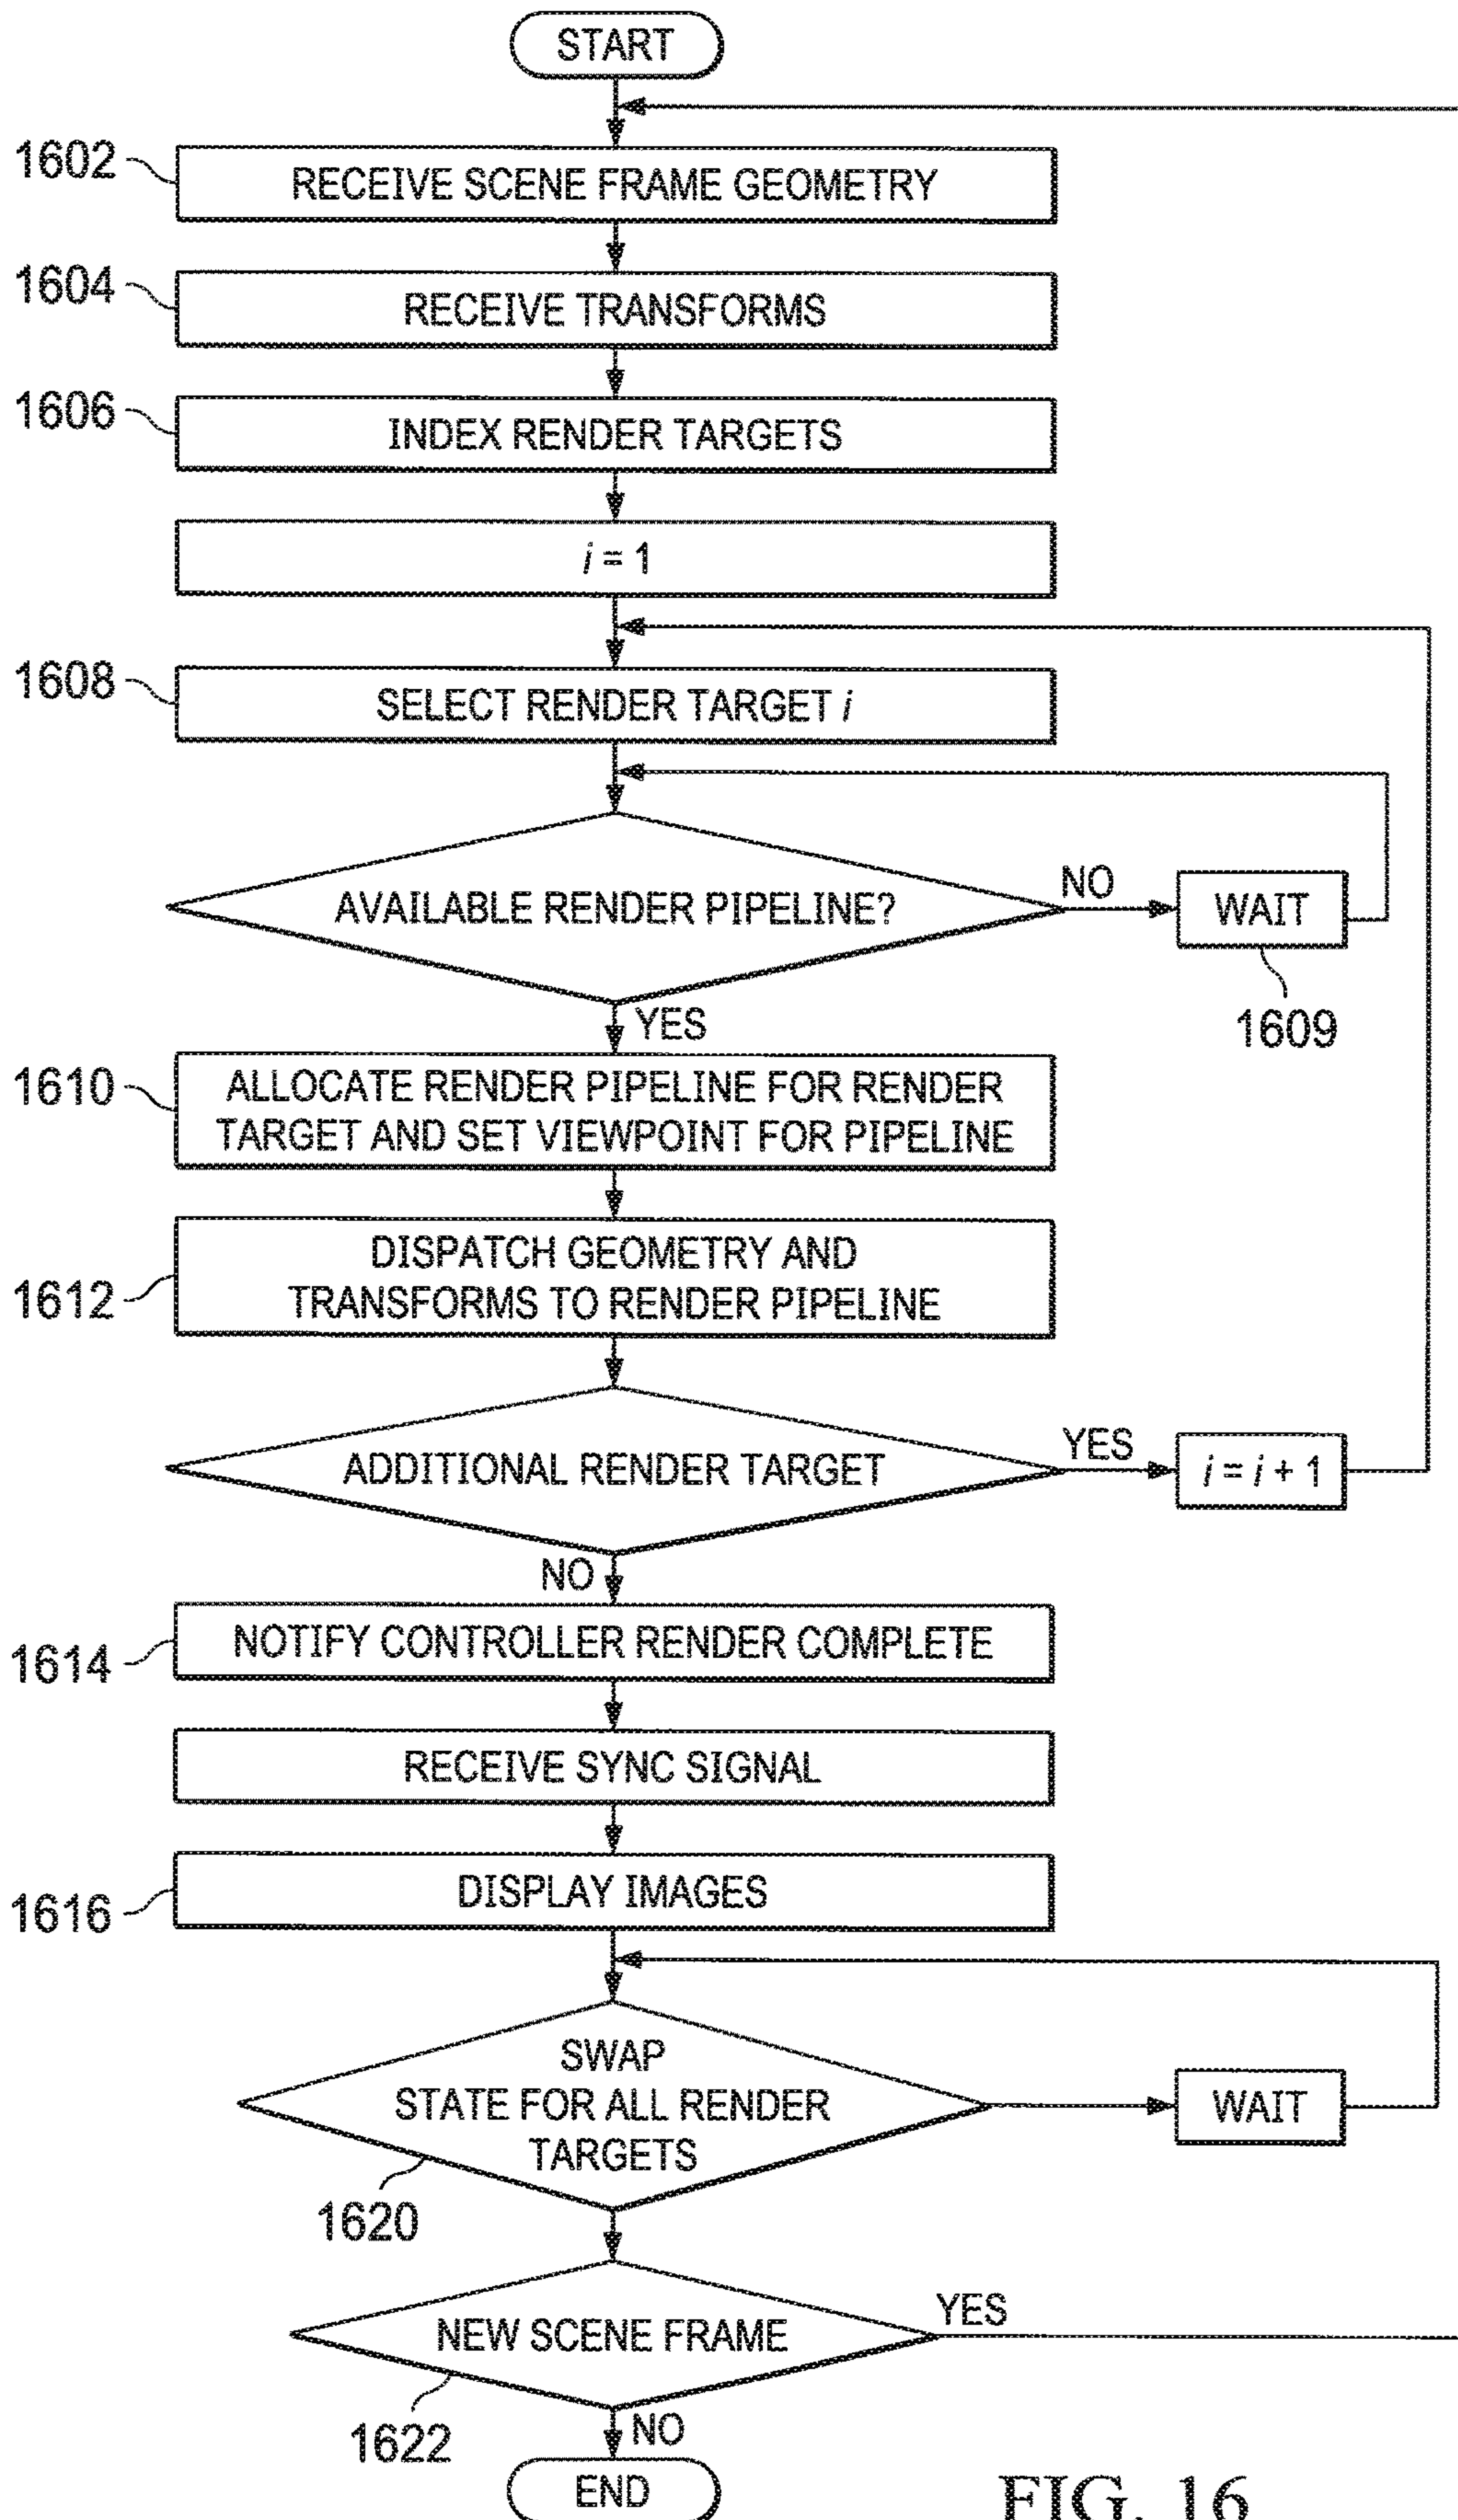 START
1602
RECEIVE SCENE FRAME GEOMETRY
1604
RECEIVE TRANSFORMS
1606
INDEX RENDER TARGETS
i = 1
1608
SELECT RENDER TARGET i
AVAILABLE RENDER PIPELINE?
NO
WAIT
1609
YES
1610
ALLOCATE RENDER PIPELINE FOR RENDER
TARGET AND SET VIEWPOINT FOR PIPELINE
1612
DISPATCH GEOMETRY AND
TRANSFORMS TO RENDER PIPELINE
ADDITIONAL RENDER TARGET
YES
i = i + 1
NO
1614
NOTIFY CONTROLLER RENDER COMPLETE
RECEIVE SYNC SIGNAL
1616
DISPLAY IMAGES
SWAP
STATE FOR ALL RENDER
TARGETS
WAIT
1620
NEW SCENE FRAME
YES
1622
NO
END
FIG. 16